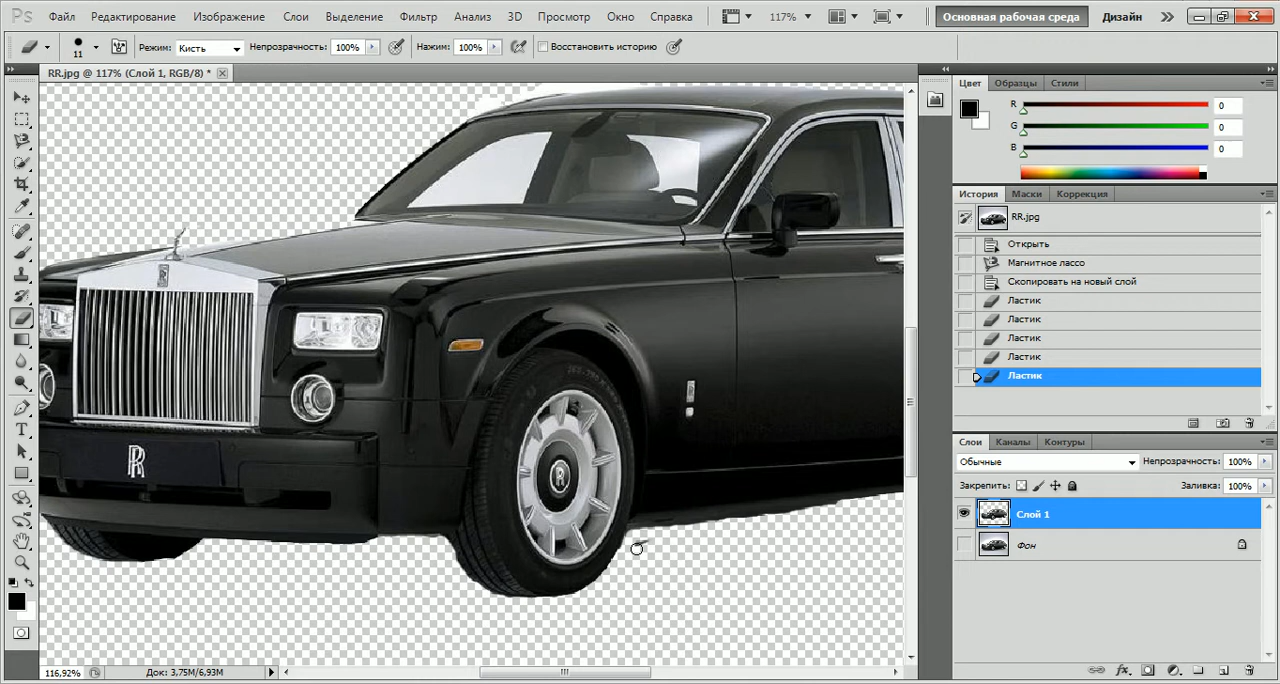 Ps Файл Редактирование Изображение Слои Выделение Фильтр Анализ 3D Просмотр Окно Справка 117% Основная рабочая среда Дизайн
11 Режим: Кисть Непрозрачность: 100% Нажим: 100% Восстановить историю
RR.jpg @ 117% (Слой 1, RGB/8) *
Цвет Образцы Стили
R 0
G 0
B 0
История Маски Коррекция
RR.jpg
Открыть
Магнитное лассо
Скопировать на новый слой
Ластик
Ластик
Ластик
Ластик
Ластик
Слои Каналы Контуры
Обычные Непрозрачность: 100%
Закрепить: Заливка: 100%
Слой 1
Фон
116,92% Док: 3,75M/6,93M